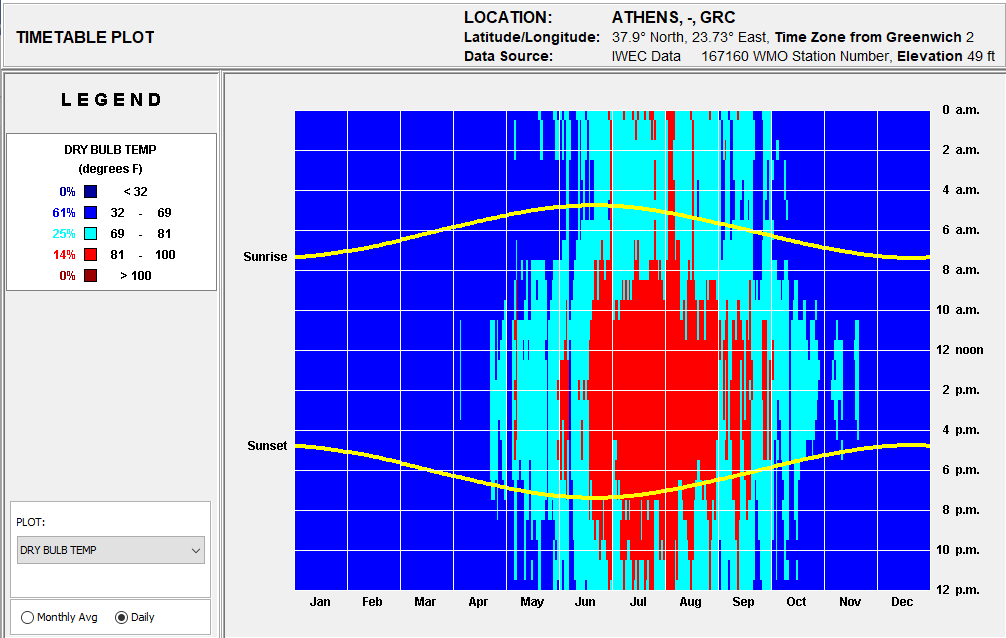 TIMETABLE PLOT
LOCATION: ATHENS, -, GRC
Latitude/Longitude: 37.9° North, 23.73° East, Time Zone from Greenwich 2
Data Source: IWEC Data 167160 WMO Station Number, Elevation 49 ft
LEGEND
DRY BULB TEMP
(degrees F)
0% < 32
61% 32 - 69
25% 69 - 81
14% 81 - 100
0% > 100
PLOT:
DRY BULB TEMP
Monthly Avg Daily
Sunrise
Sunset
0 a.m.
2 a.m.
4 a.m.
6 a.m.
8 a.m.
10 a.m.
12 noon
2 p.m.
4 p.m.
6 p.m.
8 p.m.
10 p.m.
12 p.m.
Jan Feb Mar Apr May Jun Jul Aug Sep Oct Nov Dec